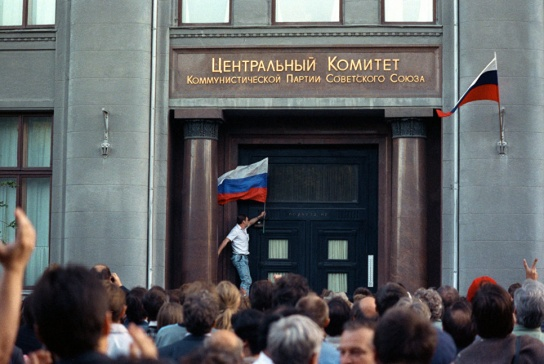 Центральный Комитет
Коммунистической Партии Советского Союза